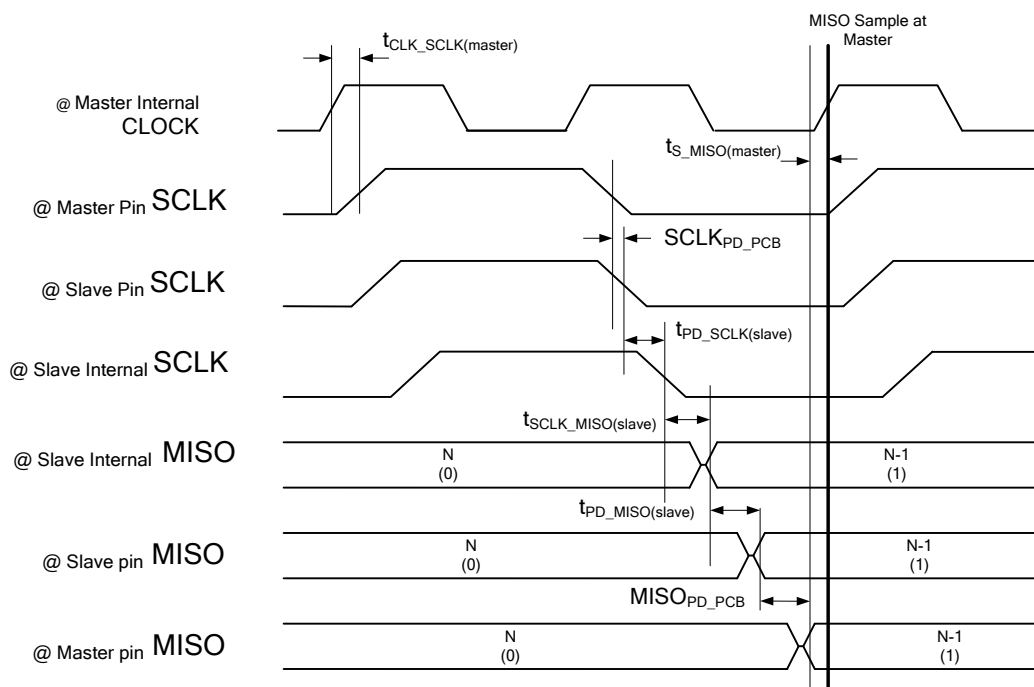 MISO Sample at
Master
tCLK_SCLK(master)
@ Master Internal
CLOCK
tS_MISO(master)
@ Master Pin SCLK
SCLKPD_PCB
@ Slave Pin SCLK
tPD_SCLK(slave)
@ Slave Internal SCLK
tSCLK_MISO(slave)
@ Slave Internal MISO
N
(0)
N-1
(1)
tPD_MISO(slave)
@ Slave pin MISO
N
(0)
N-1
(1)
MISOPD_PCB
@ Master pin MISO
N
(0)
N-1
(1)